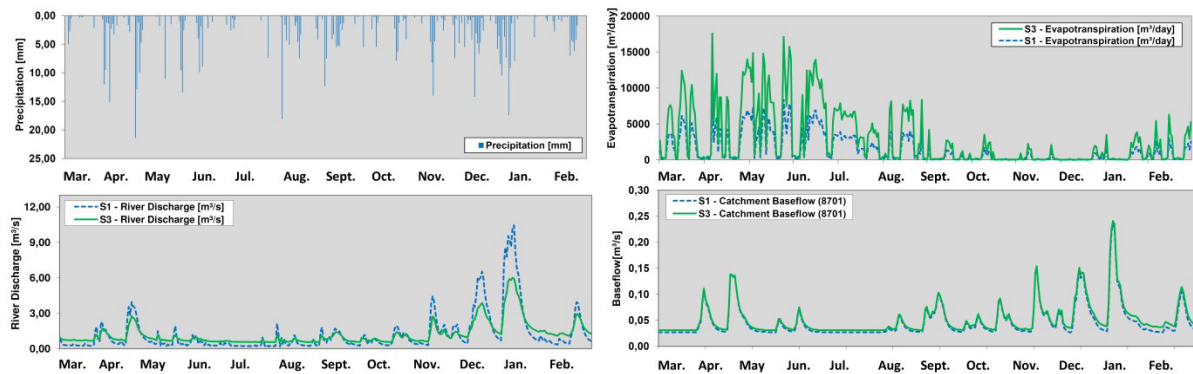 0,00
5,00
10,00
15,00
20,00
25,00
Precipitation [mm]
Precipitation [mm]
Mar. Apr. May Jun. Jul. Aug. Sept. Oct. Nov. Dec. Jan. Feb.
20000
15000
10000
5000
0
Evapotranspiration [m³/day]
S3 - Evapotranspiration [m³/day]
S1 - Evapotranspiration [m³/day]
Mar. Apr. May Jun. Jul. Aug. Sept. Oct. Nov. Dec. Jan. Feb.
12,00
9,00
6,00
3,00
0,00
River Discharge [m³/s]
S1 - River Discharge [m³/s]
S3 - River Discharge [m³/s]
Mar. Apr. May Jun. Jul. Aug. Sept. Oct. Nov. Dec. Jan. Feb.
0,30
0,25
0,20
0,15
0,10
0,05
0,00
Baseflow[m³/s]
S1 - Catchment Baseflow (8701)
S3 - Catchment Baseflow (8701)
Mar. Apr. May Jun. Jul. Aug. Sept. Oct. Nov. Dec. Jan. Feb.